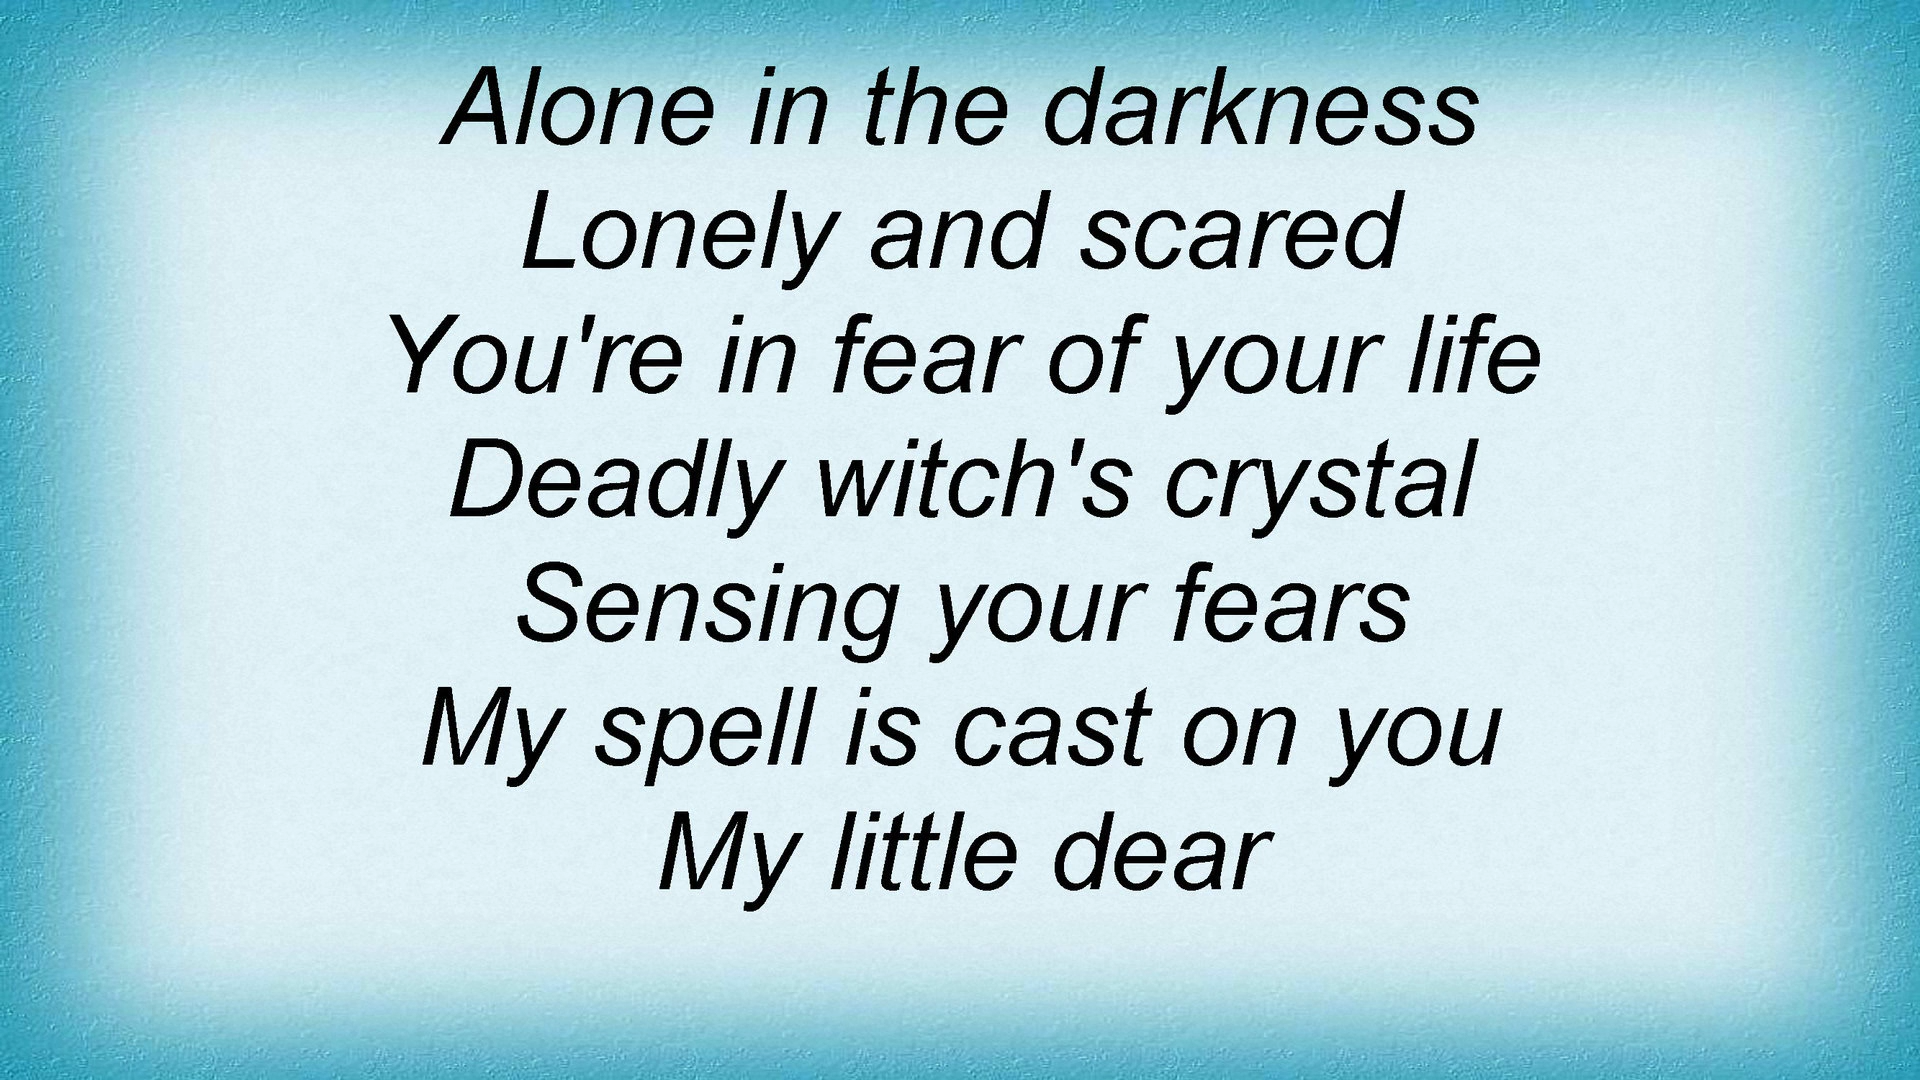 Alone in the darkness
Lonely and scared
You're in fear of your life
Deadly witch's crystal
Sensing your fears
My spell is cast on you
My little dear